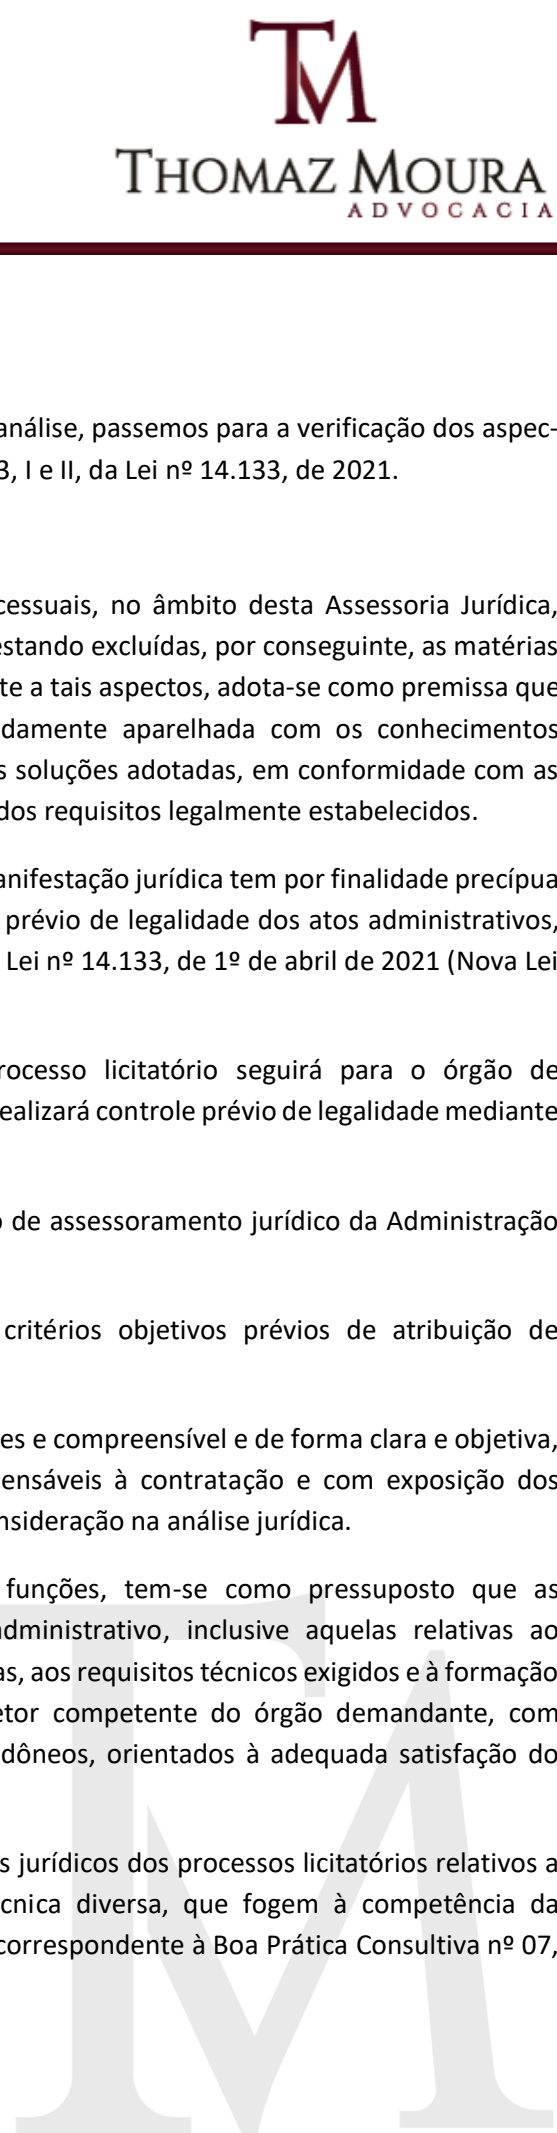 TM
THOMAZ MOURA
ADVOCACIA
análise, passemos para a verificação dos aspec-
3, I e II, da Lei nº 14.133, de 2021.
cessuais, no âmbito desta Assessoria Jurídica,
estando excluídas, por conseguinte, as matérias
te a tais aspectos, adota-se como premissa que
damente aparelhada com os conhecimentos
s soluções adotadas, em conformidade com as
dos requisitos legalmente estabelecidos.
anifestação jurídica tem por finalidade precípua
prévio de legalidade dos atos administrativos,
Lei nº 14.133, de 1º de abril de 2021 (Nova Lei
rocesso licitatório seguirá para o órgão de
ealizará controle prévio de legalidade mediante
o de assessoramento jurídico da Administração
critérios objetivos prévios de atribuição de
es e compreensível e de forma clara e objetiva,
ensáveis à contratação e com exposição dos
nsideração na análise jurídica.
funções, tem-se como pressuposto que as
administrativo, inclusive aquelas relativas ao
as, aos requisitos técnicos exigidos e à formação
etor competente do órgão demandante, com
dôneos, orientados à adequada satisfação do
s jurídicos dos processos licitatórios relativos a
cnica diversa, que fogem à competência da
correspondente à Boa Prática Consultiva nº 07,
TM